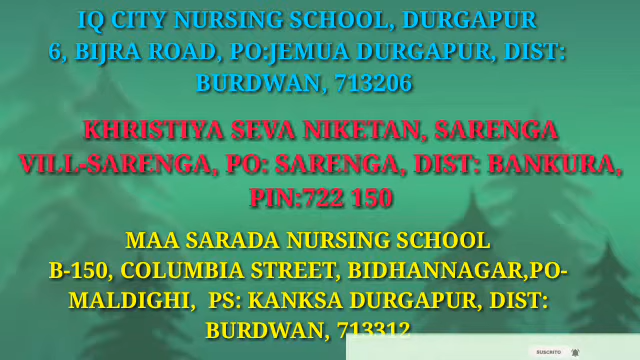 IQ CITY NURSING SCHOOL, DURGAPUR
6, BIJRA ROAD, PO:JEMUA DURGAPUR, DIST:
BURDWAN, 713206
KHRISTIYA SEVA NIKETAN, SARENGA
VILL-SARENGA, PO: SARENGA, DIST: BANKURA,
PIN:722 150
MAA SARADA NURSING SCHOOL
B-150, COLUMBIA STREET, BIDHANNAGAR,PO-
MALDIGHI, PS: KANKSA DURGAPUR, DIST:
BURDWAN, 713312
SUSCRITO